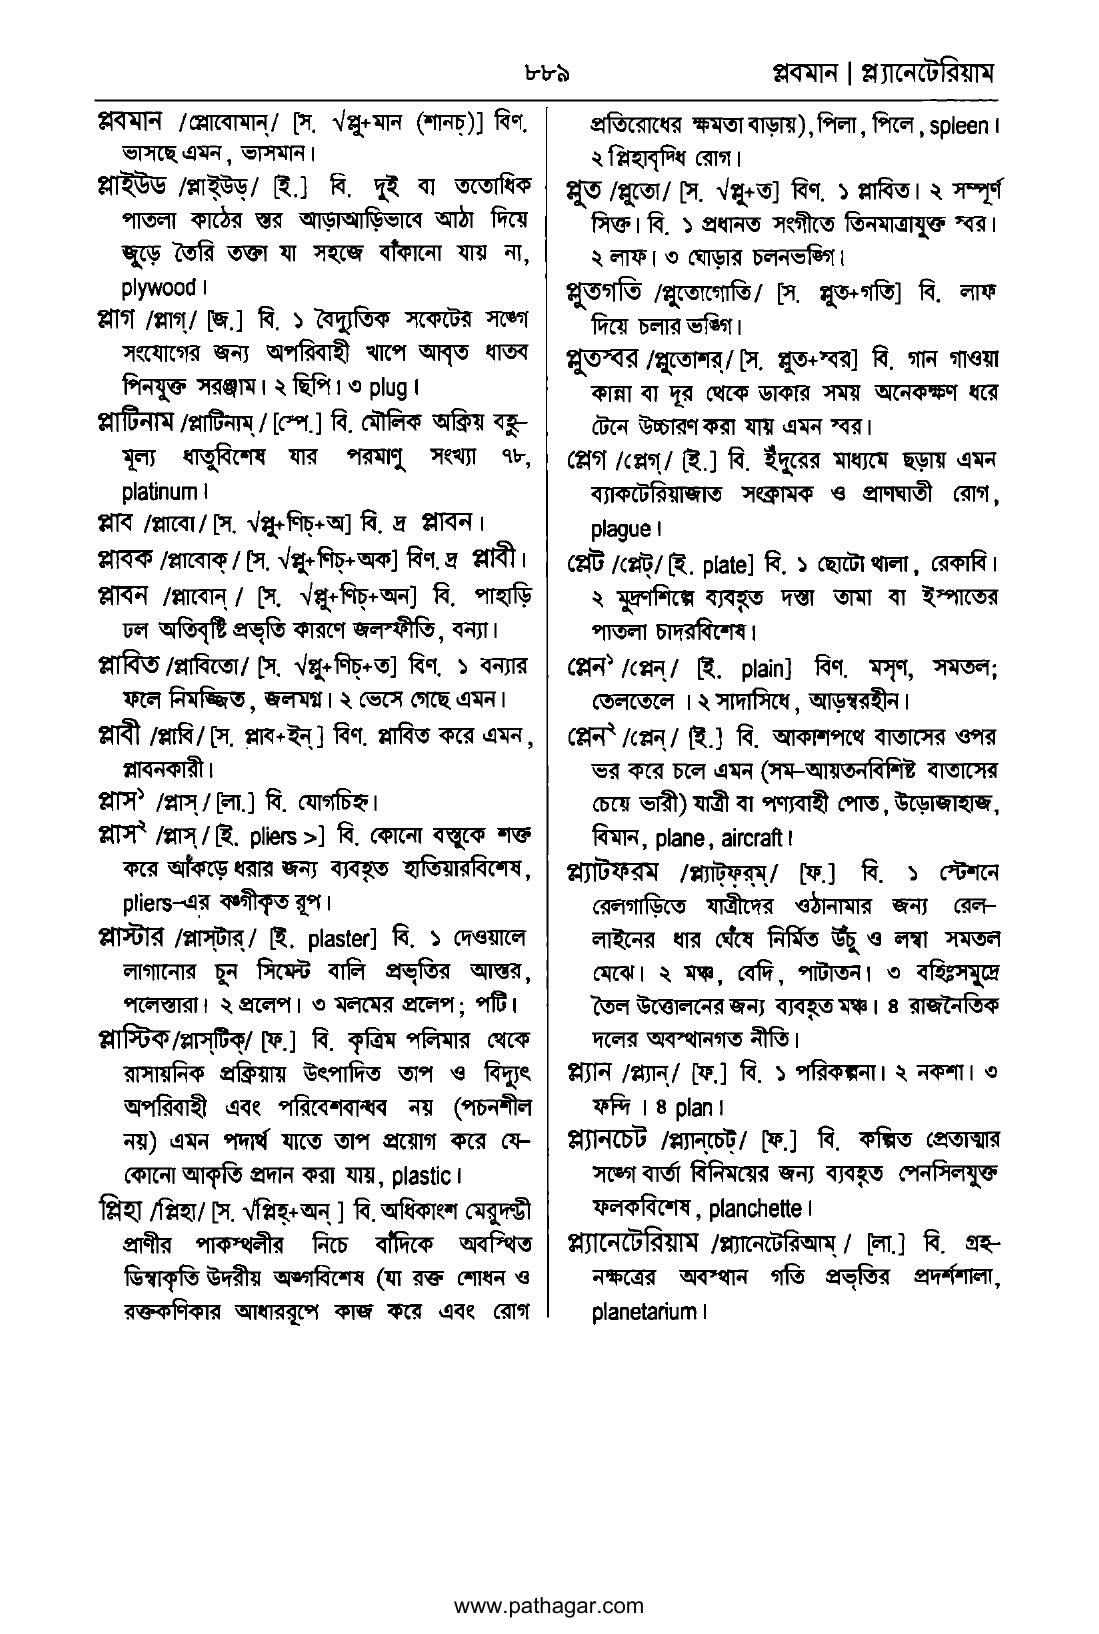 ৮৮৯
প্লবমান | প্ল্যানেটেরিয়াম
প্লবমান /প্লোবোমান্/ [স. √প্লু+মান (শানচ্)] বিণ.
ভাসছে এমন, ভাসমান।
প্লাইউড /প্লাই্উড্/ [ই.] বি. দুই বা ততোধিক
পাতলা কাঠের স্তর আড়াআড়িভাবে আঠা দিয়ে
জুড়ে তৈরি তক্তা যা সহজে বাঁকানো যায় না,
plywood।
প্লাগ /প্লাগ্/ [জ.] বি. ১ বৈদ্যুতিক সকেটের সঙ্গে
সংযোগের জন্য অপরিবাহী খাপে আবৃত ধাতব
পিনযুক্ত সরঞ্জাম। ২ ছিপি। ৩ plug।
প্লাটিনাম /প্লাটিনাম্/ [স্পে.] বি. মৌলিক অক্রিয় বহু-
মূল্য ধাতুবিশেষ যার পরমাণু সংখ্যা ৭৮,
platinum।
প্লাব /প্লাবো/ [স. √প্লু+ণিচ্+অ] বি. দ্র প্লাবন।
প্লাবক /প্লাবোক্/ [স. √প্লু+ণিচ্+অক] বিণ. দ্র প্লাবী।
প্লাবন /প্লাবোন্/ [স. √প্লু+ণিচ্+অন] বি. পাহাড়ি
ঢল অতিবৃষ্টি প্রভৃতি কারণে জলস্ফীতি, বন্যা।
প্লাবিত /প্লাবিতো/ [স. √প্লু+ণিচ্+ত] বিণ. ১ বন্যার
ফলে নিমজ্জিত, জলমগ্ন। ২ ভেসে গেছে এমন।
প্লাবী /প্লাবি/ [স. প্লাব+ইন্] বিণ. প্লাবিত করে এমন,
প্লাবনকারী।
প্লাস১ /প্লাস্/ [লা.] বি. যোগচিহ্ন।
প্লাস২ /প্লাস্/ [ই. pliers >] বি. কোনো বস্তুকে শক্ত
করে আঁকড়ে ধরার জন্য ব্যবহৃত হাতিয়ারবিশেষ,
pliers-এর বঙ্গীকৃত রূপ।
প্লাস্টার /প্লাস্‌টার্/ [ই. plaster] বি. ১ দেওয়ালে
লাগানোর চুন সিমেন্ট বালি প্রভৃতির আস্তর,
পলেস্তারা। ২ প্রলেপ। ৩ মলমের প্রলেপ; পটি।
প্লাস্টিক /প্লাস্‌টিক্/ [ফ.] বি. কৃত্রিম পলিমার থেকে
রাসায়নিক প্রক্রিয়ায় উৎপাদিত তাপ ও বিদ্যুৎ
অপরিবাহী এবং পরিবেশবান্ধব নয় (পচনশীল
নয়) এমন পদার্থ যাতে তাপ প্রয়োগ করে যে-
কোনো আকৃতি প্রদান করা যায়, plastic।
প্লিহা /প্লিহা/ [স. √প্লিহ্+অন্] বি. অধিকাংশ মেরুদণ্ডী
প্রাণীর পাকস্থলীর নিচে বাঁদিকে অবস্থিত
ডিম্বাকৃতি উদরীয় অঙ্গবিশেষ (যা রক্ত শোধন ও
রক্তকণিকার আধাররূপে কাজ করে এবং রোগ
প্রতিরোধের ক্ষমতা বাড়ায়), পিলা, পিলে, spleen।
২ প্লিহাবৃদ্ধি রোগ।
প্লুত /প্লুতো/ [স. √প্লু+ত] বিণ. ১ প্লাবিত। ২ সম্পূর্ণ
সিক্ত। বি. ১ প্রধানত সংগীতে তিনমাত্রাযুক্ত স্বর।
২ লাফ। ৩ ঘোড়ার চলনভঙ্গি।
প্লুতগতি /প্লুতোগোতি/ [স. প্লুত+গতি] বি. লাফ
দিয়ে চলার ভঙ্গি।
প্লুতস্বর /প্লুতোশর্/ [স. প্লুত+স্বর] বি. গান গাওয়া
কান্না বা দূর থেকে ডাকার সময় অনেকক্ষণ ধরে
টেনে উচ্চারণ করা যায় এমন স্বর।
প্লেগ /প্লেগ্/ [ই.] বি. ইঁদুরের মাধ্যমে ছড়ায় এমন
ব্যাকটেরিয়াজাত সংক্রামক ও প্রাণঘাতী রোগ,
plague।
প্লেট /প্লেট্/ [ই. plate] বি. ১ ছোটো থালা, রেকাবি।
২ মুদ্রণশিল্পে ব্যবহৃত দস্তা তামা বা ইস্পাতের
পাতলা চাদরবিশেষ।
প্লেন১ /প্লেন্/ [ই. plain] বিণ. মসৃণ, সমতল;
তেলতেলে। ২ সাদাসিধে, আড়ম্বরহীন।
প্লেন২ /প্লেন্/ [ই.] বি. আকাশপথে বাতাসের ওপর
ভর করে চলে এমন (সম-আয়তনবিশিষ্ট বাতাসের
চেয়ে ভারী) যাত্রী বা পণ্যবাহী পোত, উড়োজাহাজ,
বিমান, plane, aircraft।
প্ল্যাটফরম /প্ল্যাট্‌ফর্‌ম্/ [ফ.] বি. ১ স্টেশনে
রেলগাড়িতে যাত্রীদের ওঠানামার জন্য রেল-
লাইনের ধার ঘেঁষে নির্মিত উঁচু ও লম্বা সমতল
মেঝে। ২ মঞ্চ, বেদি, পাটাতন। ৩ বহিঃসমুদ্রে
তৈল উত্তোলনের জন্য ব্যবহৃত মঞ্চ। ৪ রাজনৈতিক
দলের অবস্থানগত নীতি।
প্ল্যান /প্ল্যান্/ [ফ.] বি. ১ পরিকল্পনা। ২ নকশা। ৩
ফন্দি। ৪ plan।
প্ল্যানচেট /প্ল্যান্‌চেট্/ [ফ.] বি. কল্পিত প্রেতাত্মার
সঙ্গে বার্তা বিনিময়ের জন্য ব্যবহৃত পেনসিলযুক্ত
ফলকবিশেষ, planchette।
প্ল্যানেটেরিয়াম /প্ল্যানেটেরিআম্/ [লা.] বি. গ্রহ-
নক্ষত্রের অবস্থান গতি প্রভৃতির প্রদর্শশালা,
planetarium।
www.pathagar.com